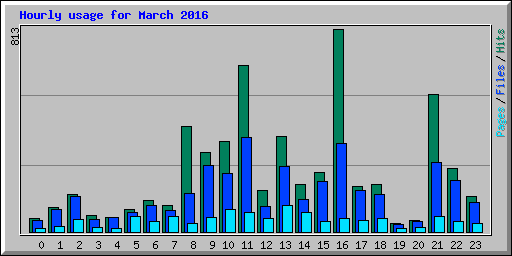 Hourly usage for March 2016
813
Pages/Files/Hits
0 1 2 3 4 5 6 7 8 9 10 11 12 13 14 15 16 17 18 19 20 21 22 23